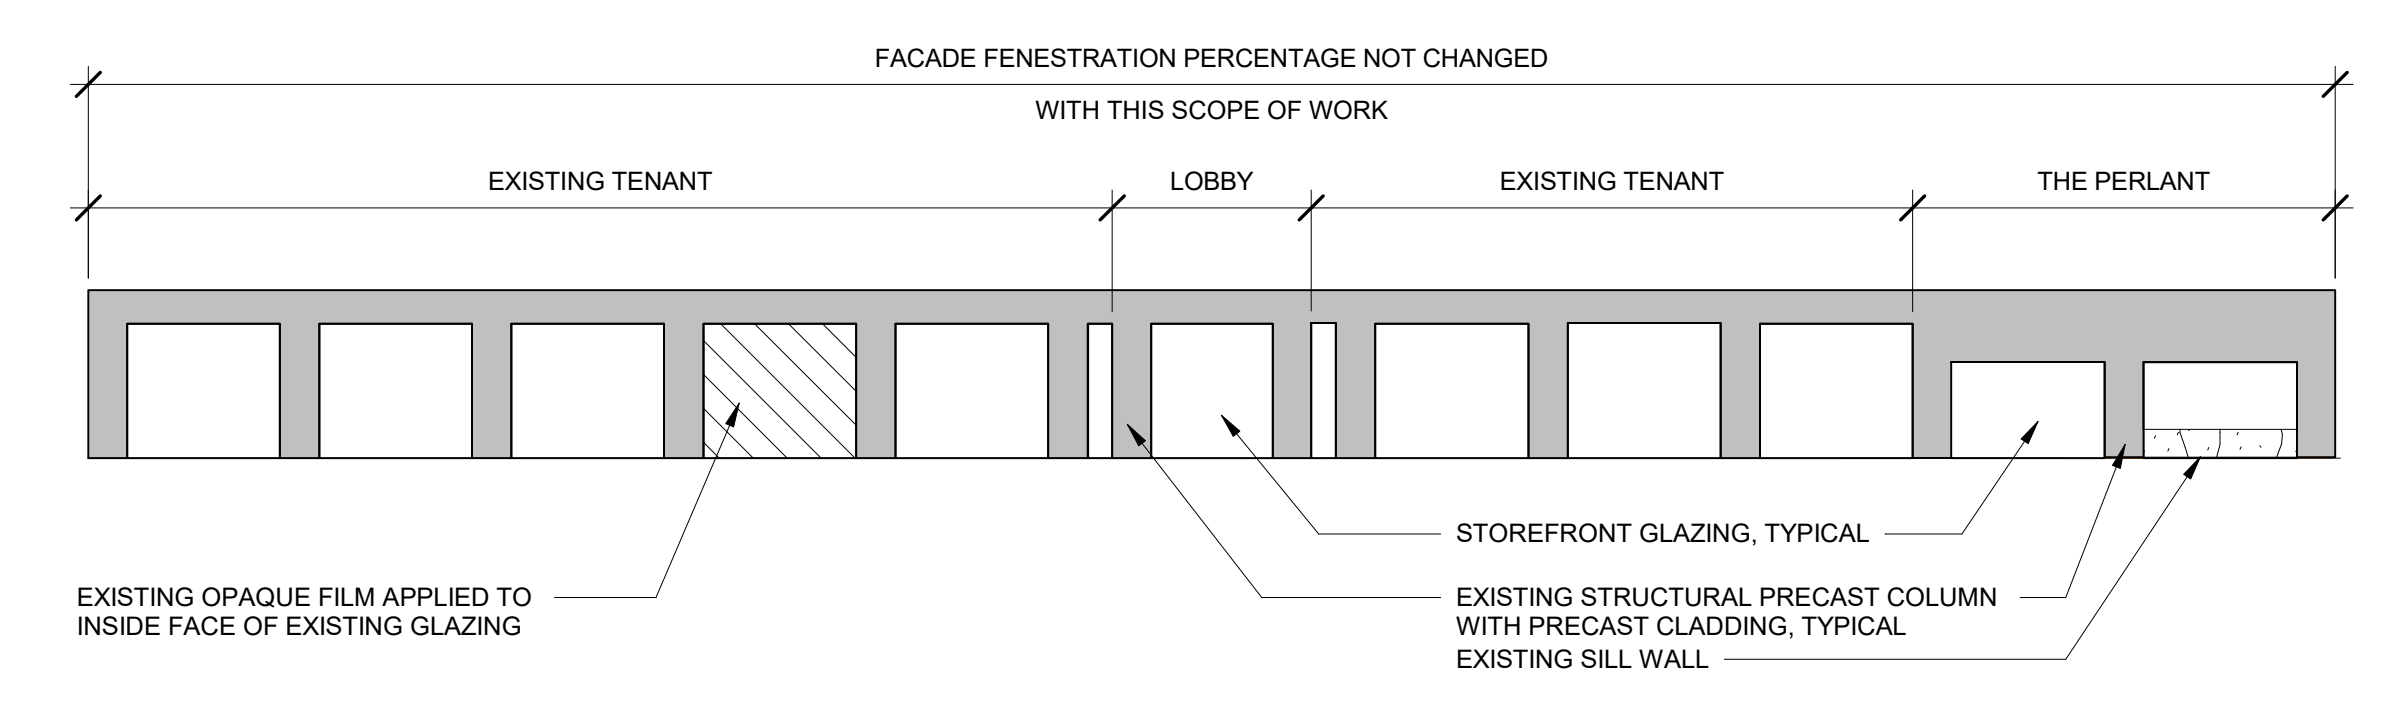 FACADE FENESTRATION PERCENTAGE NOT CHANGED
WITH THIS SCOPE OF WORK
EXISTING TENANT
LOBBY
EXISTING TENANT
THE PERLANT
STOREFRONT GLAZING, TYPICAL
EXISTING OPAQUE FILM APPLIED TO
INSIDE FACE OF EXISTING GLAZING
EXISTING STRUCTURAL PRECAST COLUMN
WITH PRECAST CLADDING, TYPICAL
EXISTING SILL WALL